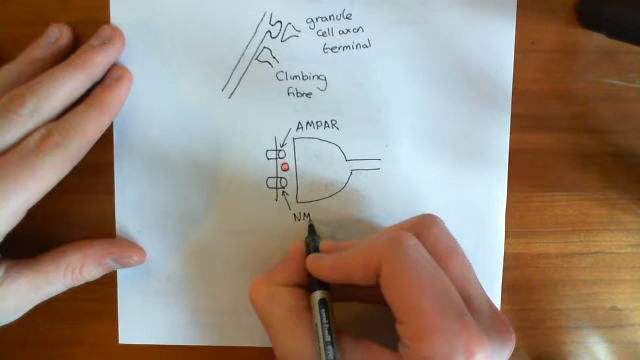 granule
cell axon
terminal
Climbing
fibre
AMPAR
NM